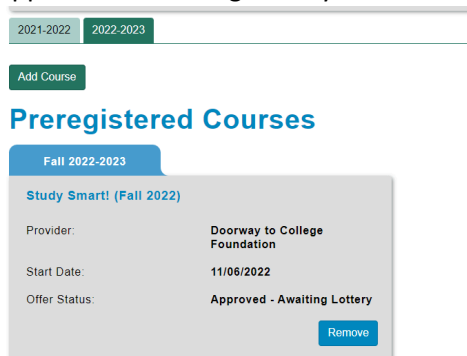 2021-2022 2022-2023
Add Course
Preregistered Courses
Fall 2022-2023
Study Smart! (Fall 2022)
Provider: Doorway to College
Foundation
Start Date: 11/06/2022
Offer Status: Approved - Awaiting Lottery
Remove